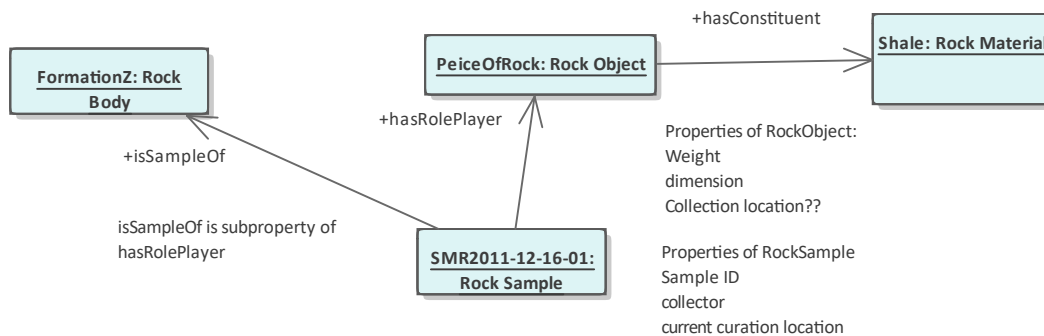 +hasConstituent
FormationZ: Rock
Body
PeiceOfRock: Rock Object
Shale: Rock Material
+hasRolePlayer
+isSampleOf
Properties of RockObject:
Weight
dimension
Collection location??
isSampleOf is subproperty of
hasRolePlayer
SMR2011-12-16-01:
Rock Sample
Properties of RockSample
Sample ID
collector
current curation location